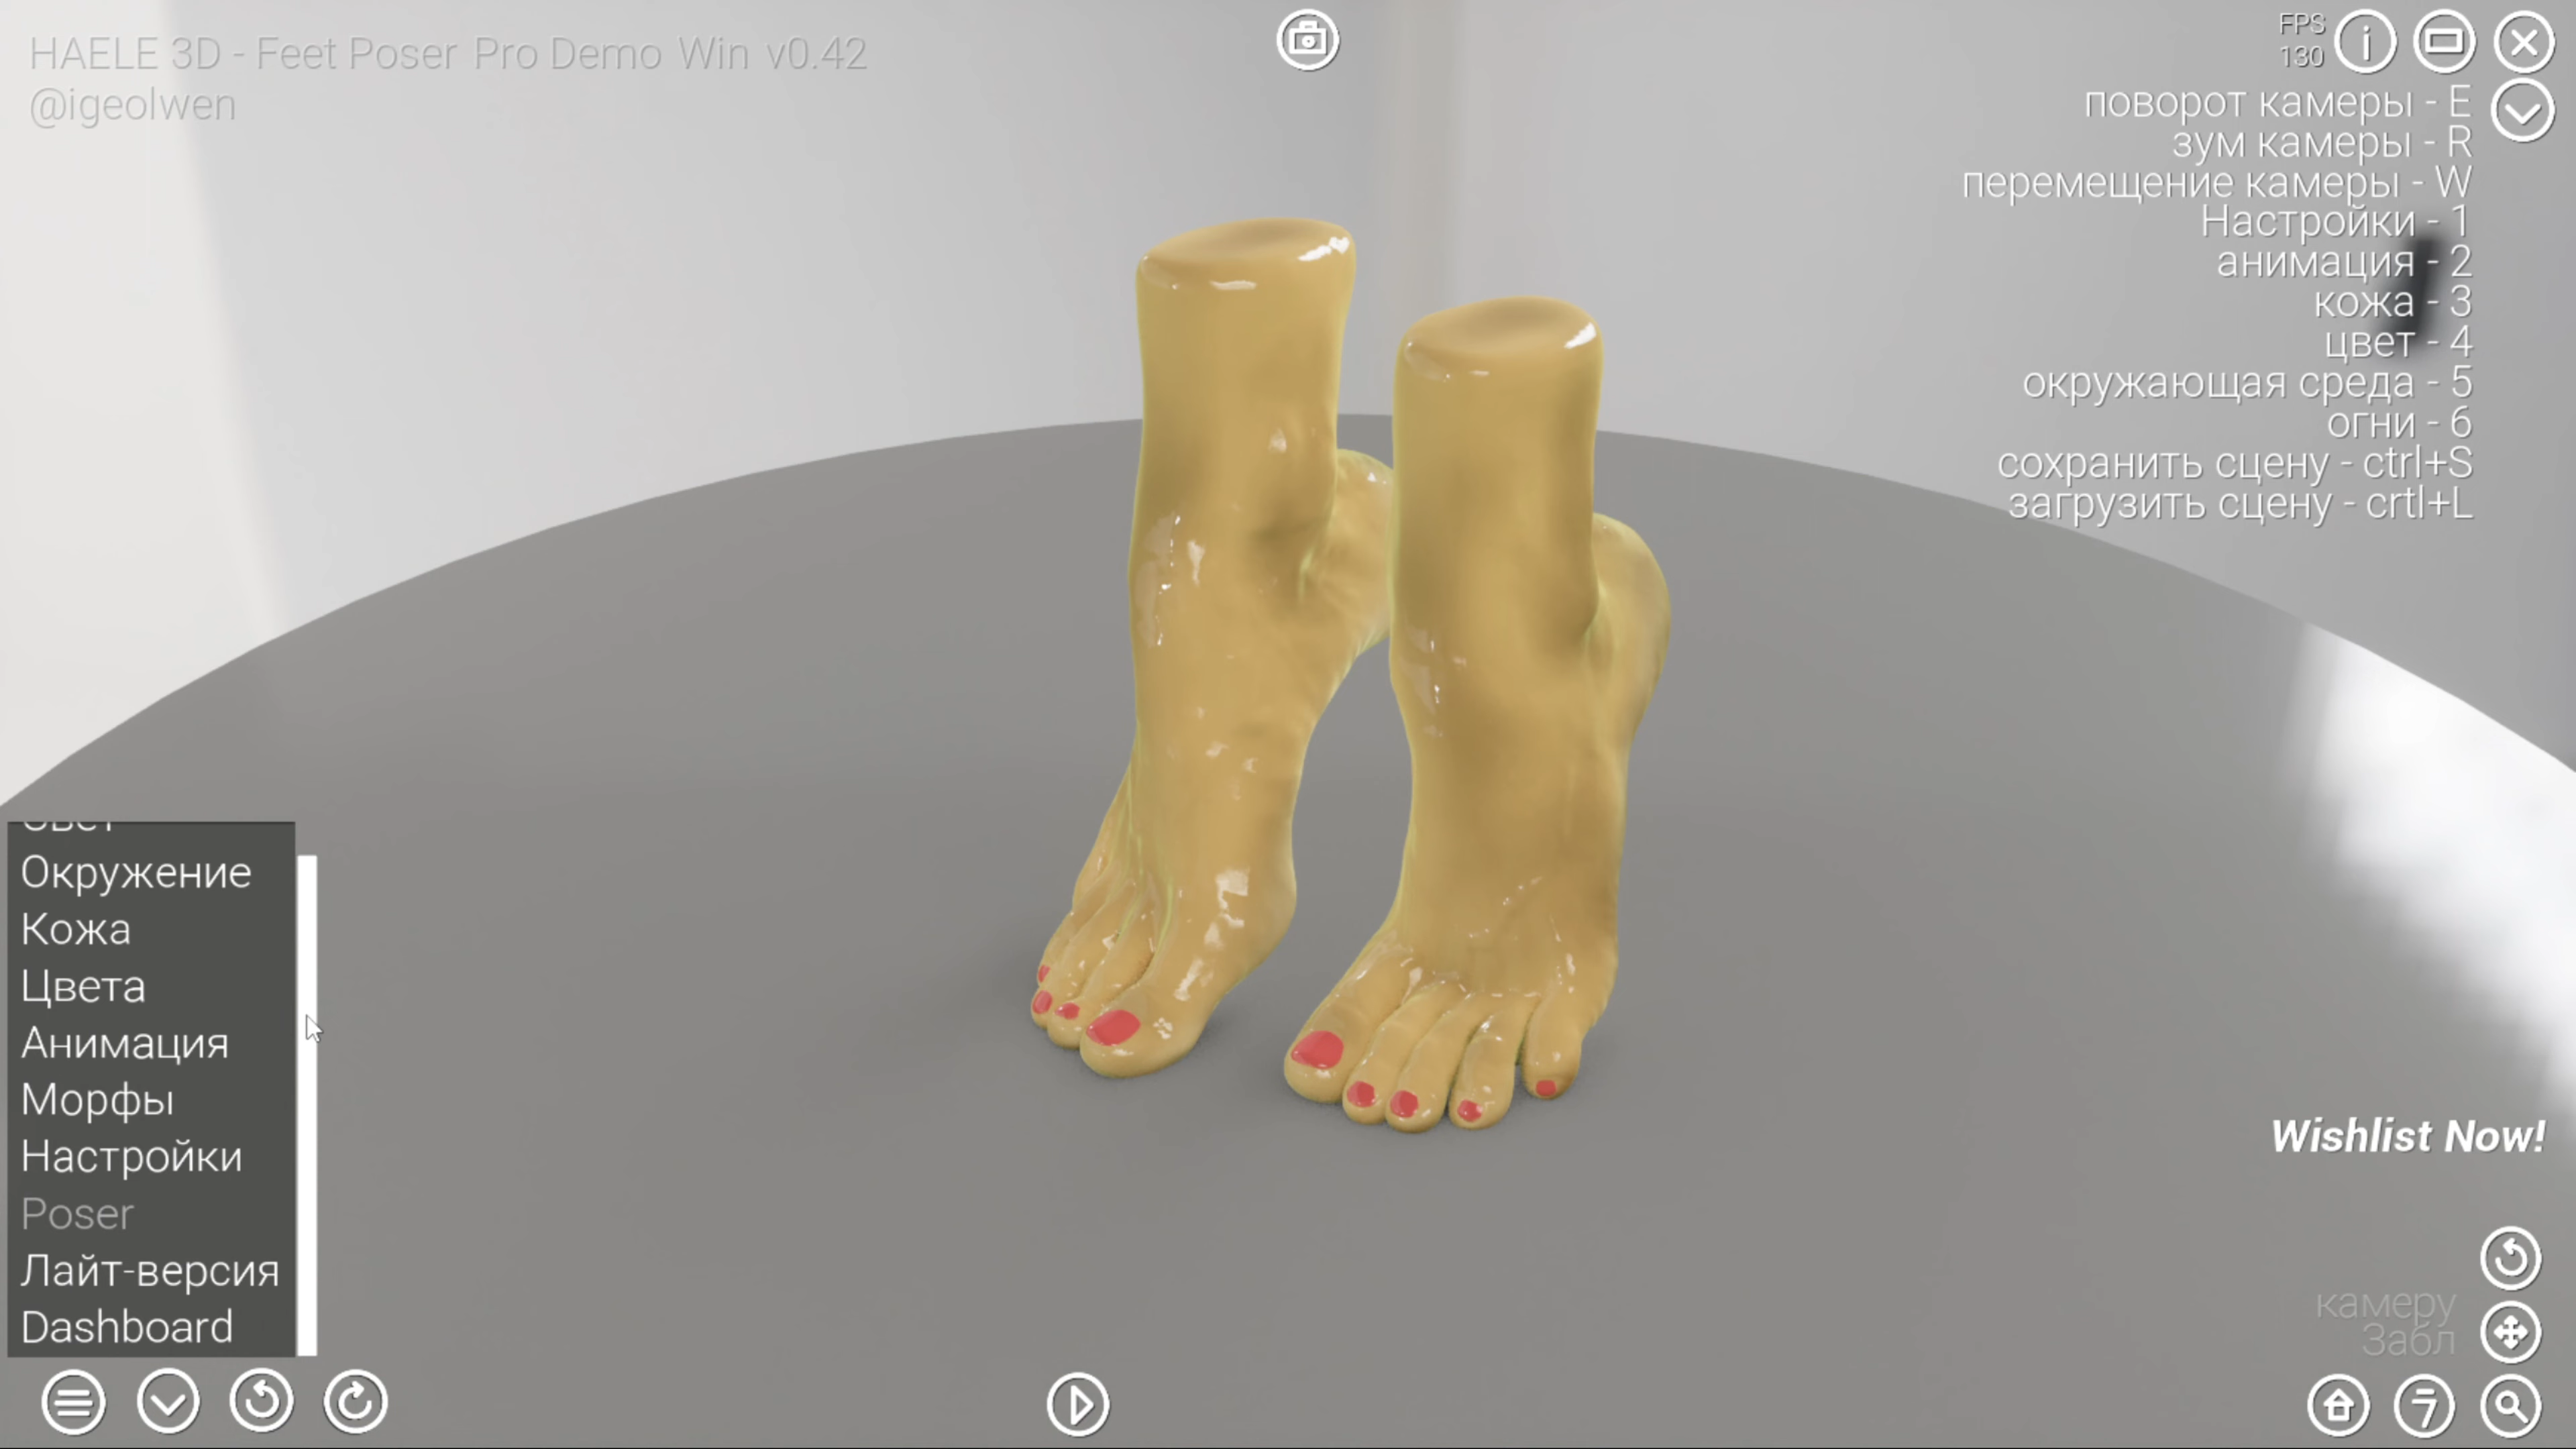 HAELE 3D - Feet Poser Pro Demo Win v0.42
@igeolwen
FPS
130
поворот камеры - E
зум камеры - R
перемещение камеры - W
Настройки - 1
анимация - 2
кожа - 3
цвет - 4
окружающая среда - 5
огни - 6
сохранить сцену - ctrl+S
загрузить сцену - crtl+L
Окружение
Кожа
Цвета
Анимация
Морфы
Настройки
Poser
Лайт-версия
Dashboard
Wishlist Now!
камеру
Забл